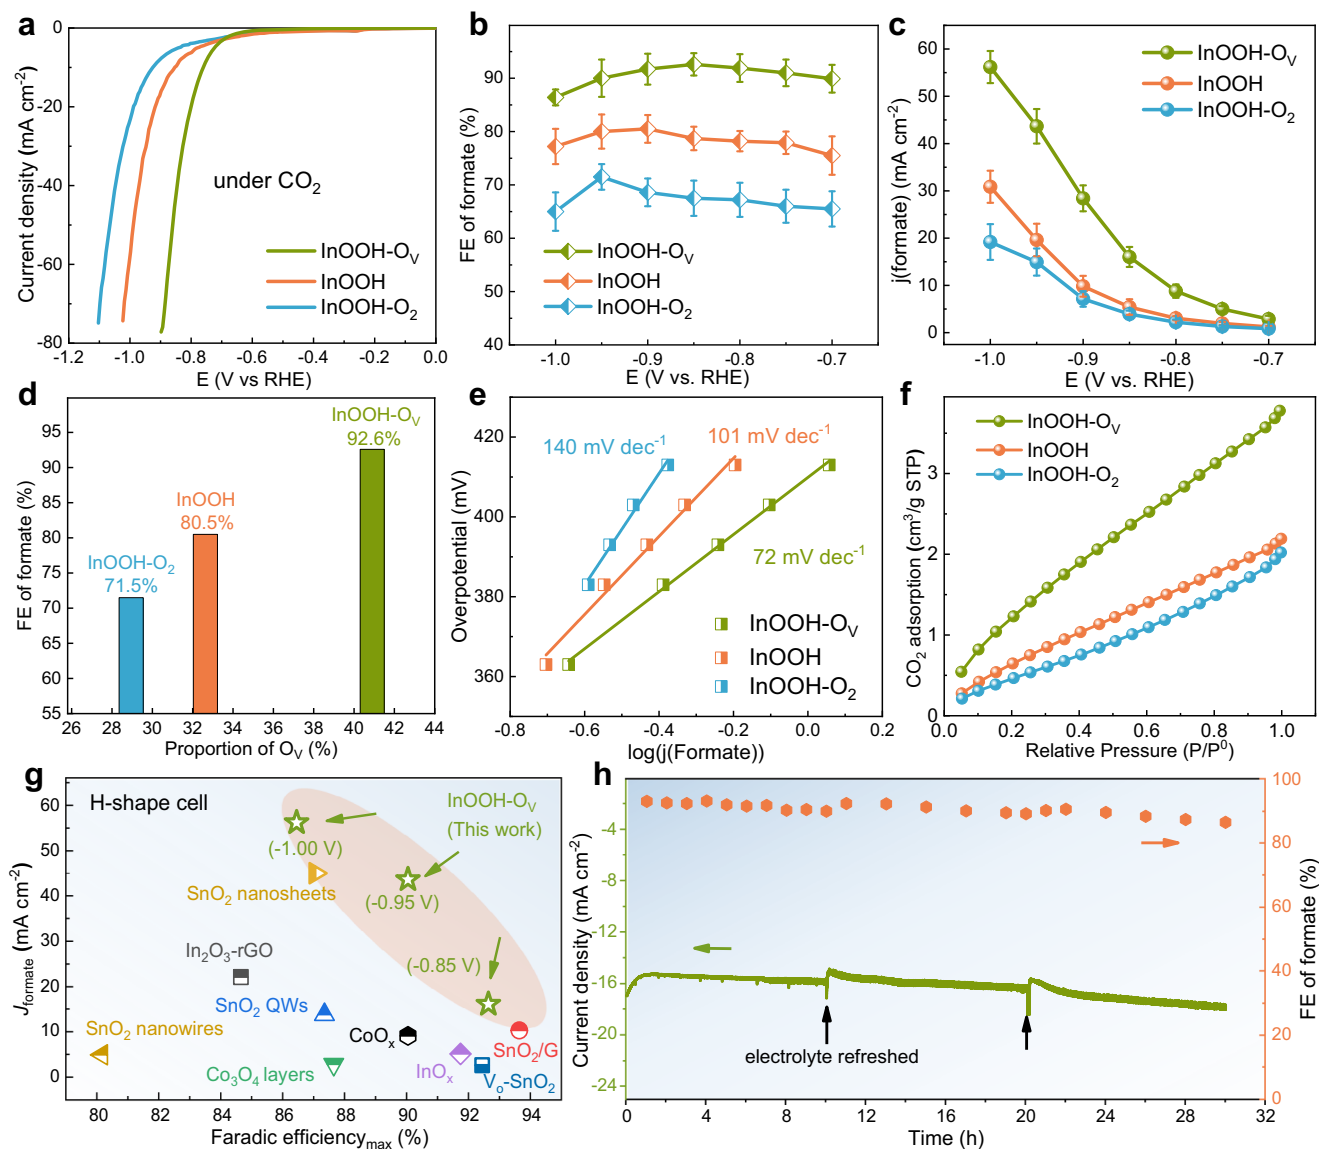 a
Current density (mA cm⁻²)
0
-20
-40
-60
-80
under CO₂
InOOH-O_V
InOOH
InOOH-O₂
-1.2
-1.0
-0.8
-0.6
-0.4
-0.2
0.0
E (V vs RHE)
b
FE of formate (%)
90
80
70
60
50
40
InOOH-O_V
InOOH
InOOH-O₂
-1.0
-0.9
-0.8
-0.7
E (V vs. RHE)
c
j(formate) (mA cm⁻²)
60
50
40
30
20
10
0
InOOH-O_V
InOOH
InOOH-O₂
-1.0
-0.9
-0.8
-0.7
E (V vs. RHE)
d
FE of formate (%)
95
90
85
80
75
70
65
60
55
InOOH-O_V
92.6%
InOOH
80.5%
InOOH-O₂
71.5%
26
28
30
32
34
36
38
40
42
44
Proportion of O_V (%)
e
Overpotential (mV)
420
400
380
360
140 mV dec⁻¹
101 mV dec⁻¹
72 mV dec⁻¹
InOOH-O_V
InOOH
InOOH-O₂
-0.8
-0.6
-0.4
-0.2
0.0
0.2
log(j(Formate))
f
CO₂ adsorption (cm³/g STP)
3
2
1
0
InOOH-O_V
InOOH
InOOH-O₂
0.0
0.2
0.4
0.6
0.8
1.0
Relative Pressure (P/P⁰)
g
J_formate (mA cm⁻²)
60
50
40
30
20
10
0
H-shape cell
InOOH-O_V
(This work)
(-1.00 V)
SnO₂ nanosheets
(-0.95 V)
In₂O₃-rGO
(-0.85 V)
SnO₂ QWs
SnO₂ nanowires
CoOₓ
SnO₂/G
Co₃O₄ layers
InOₓ
Vₒ-SnO₂
80
82
84
86
88
90
92
94
Faradic efficiency_max (%)
h
Current density (mA cm⁻²)
-4
-8
-12
-16
-20
-24
electrolyte refreshed
0
4
8
12
16
20
24
28
32
Time (h)
100
80
60
40
20
0
FE of formate (%)